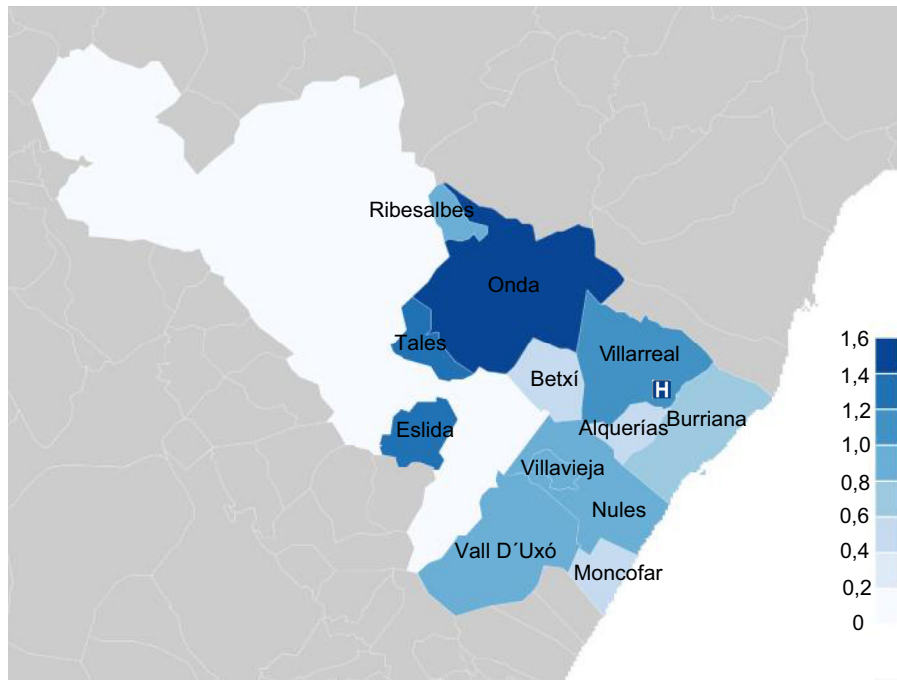 Ribesalbes
Onda
Tales
Villarreal
Betxí
H
Eslida
Alquerías
Burriana
Villavieja
Nules
Vall D´Uxó
Moncofar
1,6
1,4
1,2
1,0
0,8
0,6
0,4
0,2
0